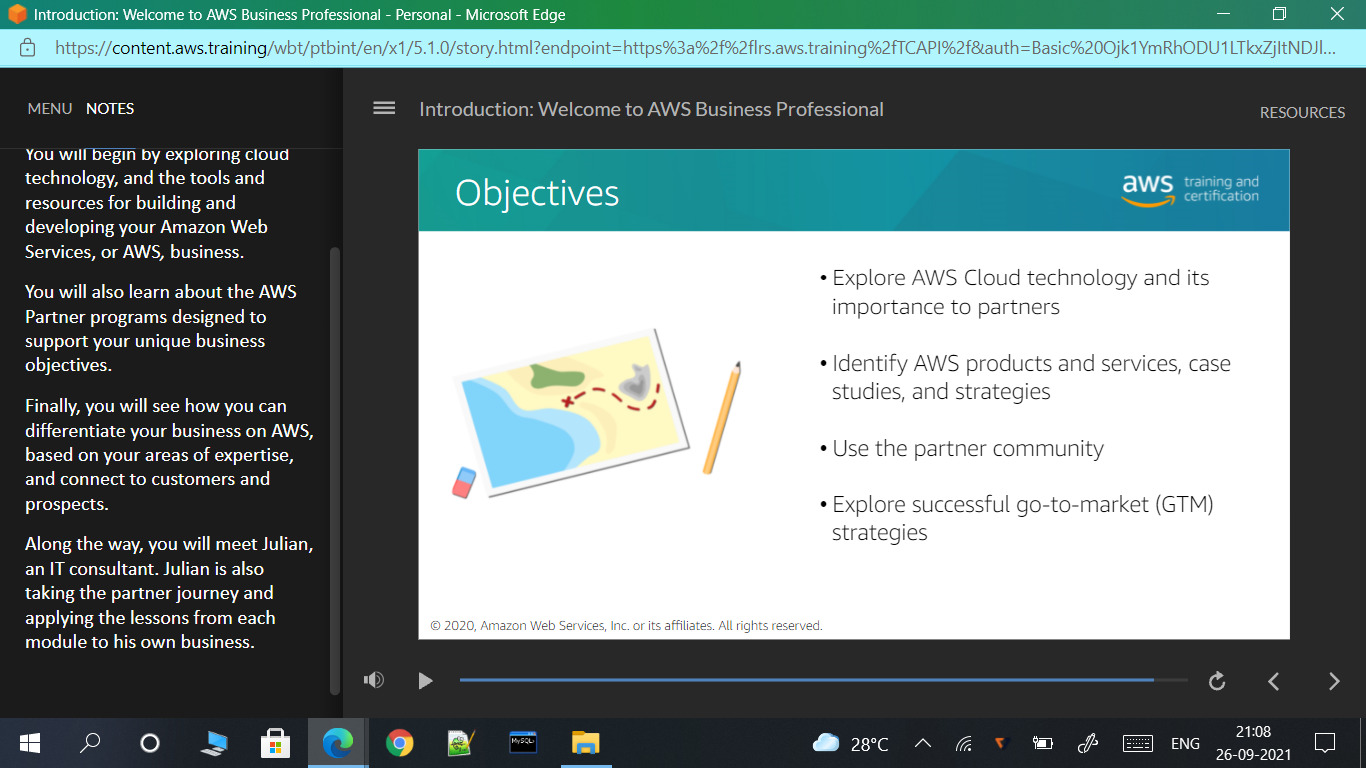 Introduction: Welcome to AWS Business Professional - Personal - Microsoft Edge
https://content.aws.training/wbt/ptbint/en/x1/5.1.0/story.html?endpoint=https%3a%2f%2flrs.aws.training%2fTCAPI%2f&auth=Basic%20Ojk1YmRhODU1LTkxZjItNDJl...
MENU NOTES
You will begin by exploring cloud
technology, and the tools and
resources for building and
developing your Amazon Web
Services, or AWS, business.
You will also learn about the AWS
Partner programs designed to
support your unique business
objectives.
Finally, you will see how you can
differentiate your business on AWS,
based on your areas of expertise,
and connect to customers and
prospects.
Along the way, you will meet Julian,
an IT consultant. Julian is also
taking the partner journey and
applying the lessons from each
module to his own business.
Introduction: Welcome to AWS Business Professional
RESOURCES
Objectives
aws training and
certification
• Explore AWS Cloud technology and its
importance to partners
• Identify AWS products and services, case
studies, and strategies
• Use the partner community
• Explore successful go-to-market (GTM)
strategies
© 2020, Amazon Web Services, Inc. or its affiliates. All rights reserved.
MySQL
28°C
ENG
21:08
26-09-2021